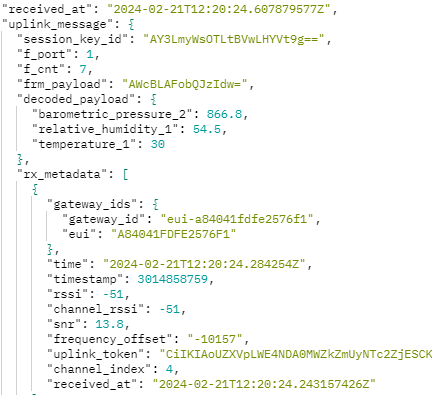 "received_at": "2024-02-21T12:20:24.607879577Z",
"uplink_message": {
"session_key_id": "AY3LmyWsOTLtBVwLHYVt9g==",
"f_port": 1,
"f_cnt": 7,
"frm_payload": "AWcBLAFobQJzIdw=",
"decoded_payload": {
"barometric_pressure_2": 866.8,
"relative_humidity_1": 54.5,
"temperature_1": 30
},
"rx_metadata": [
{
"gateway_ids": {
"gateway_id": "eui-a84041fdfe2576f1",
"eui": "A84041FDFE2576F1"
},
"time": "2024-02-21T12:20:24.284254Z",
"timestamp": 3014858759,
"rssi": -51,
"channel_rssi": -51,
"snr": 13.8,
"frequency_offset": "-10157",
"uplink_token": "CiIKIAoUZXVpLWE4NDA0MWZkZmUyNTc2ZjESCK
"channel_index": 4,
"received_at": "2024-02-21T12:20:24.243157426Z"